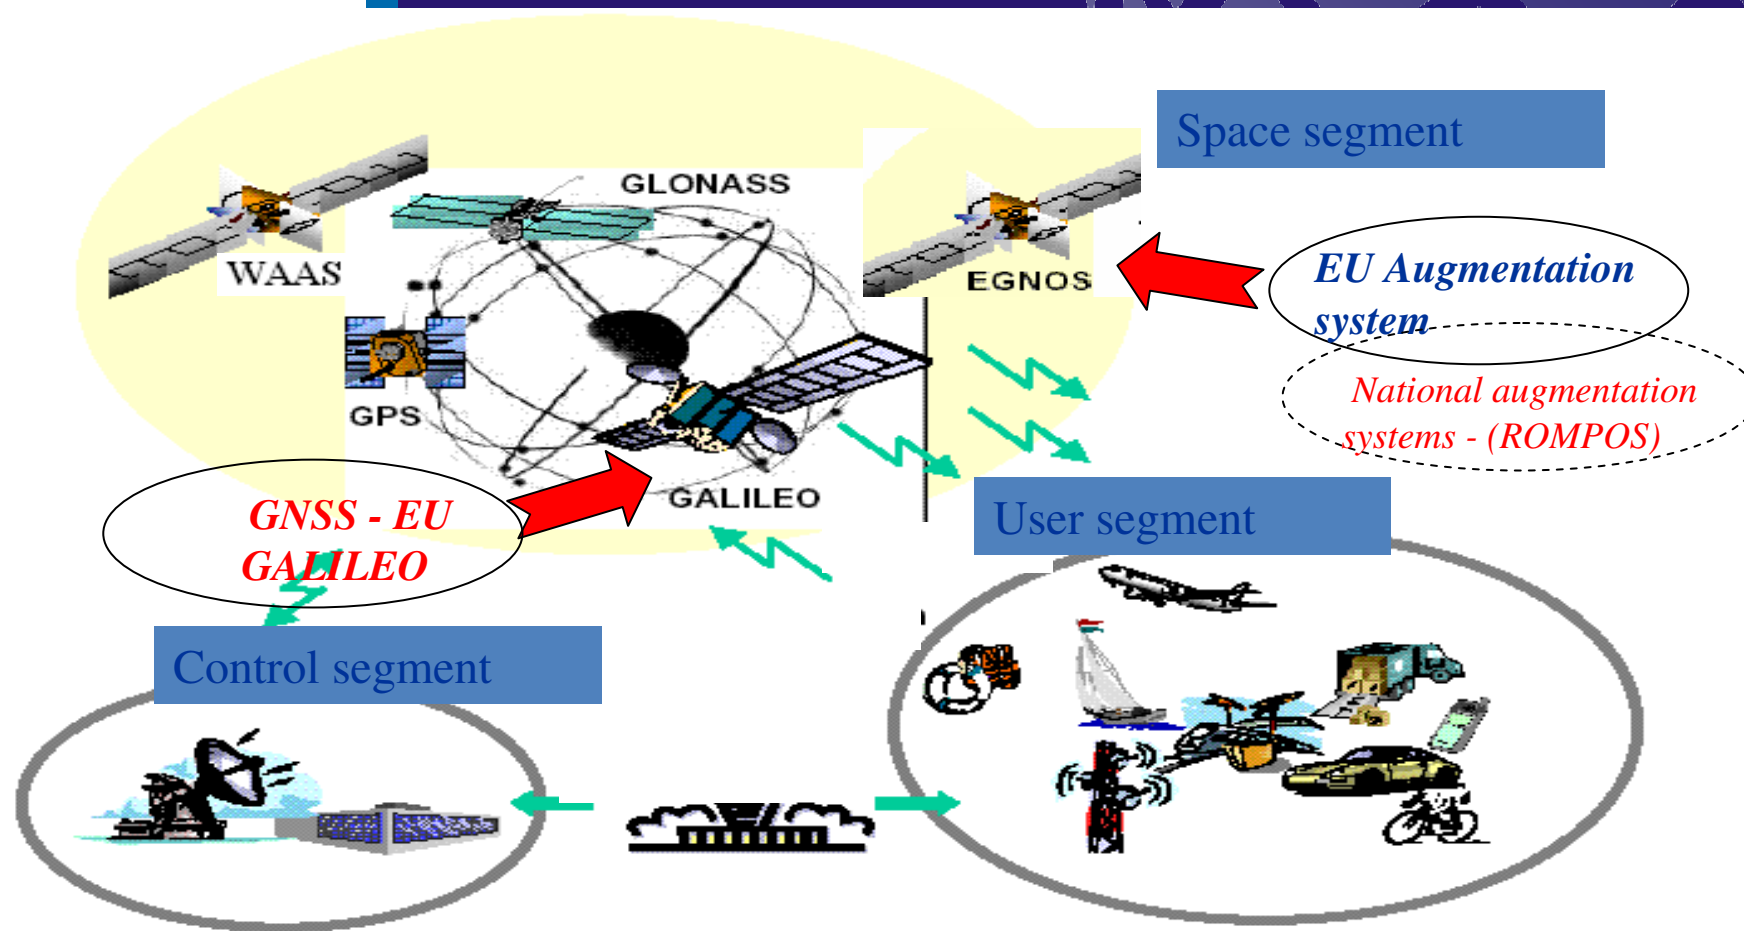 Space segment
GLONASS
WAAS
EGNOS
EU Augmentation
system
National augmentation
systems - (ROMPOS)
GPS
GALILEO
GNSS - EU
GALILEO
User segment
Control segment